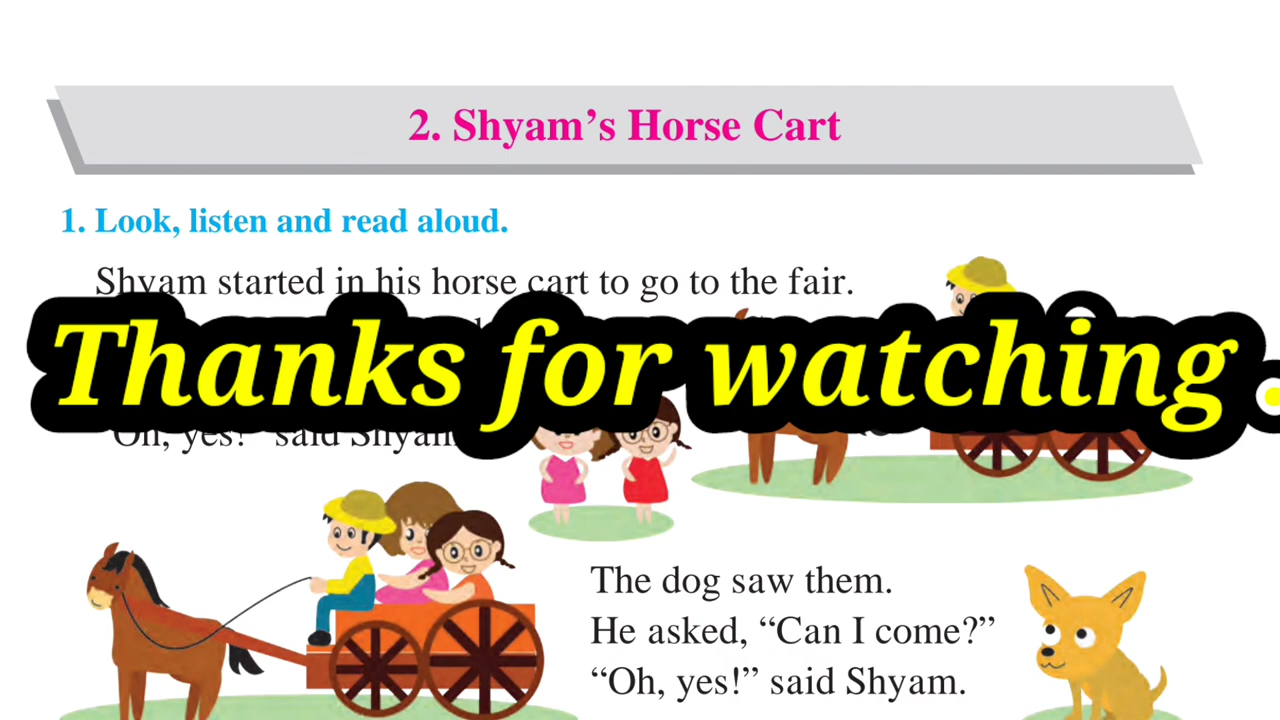 2. Shyam’s Horse Cart
1. Look, listen and read aloud.
Shyam started in his horse cart to go to the fair.
Thanks for watching.
“Oh, yes!” said Shyam
The dog saw them.
He asked, “Can I come?”
“Oh, yes!” said Shyam.